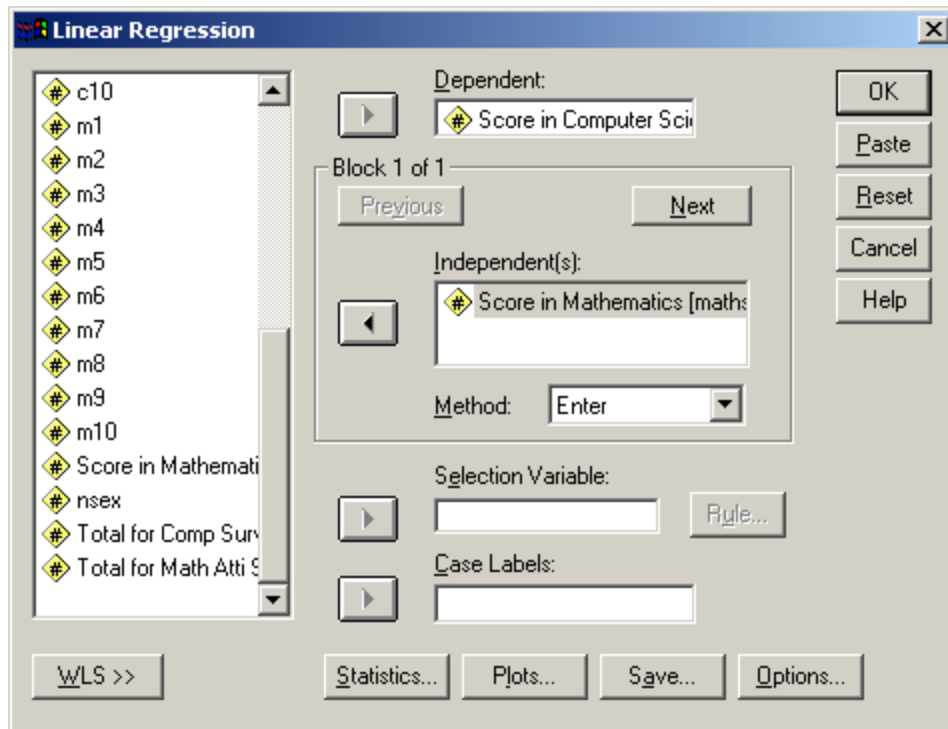 Linear Regression
c10
m1
m2
m3
m4
m5
m6
m7
m8
m9
m10
Score in Mathemati
nsex
Total for Comp Surv
Total for Math Atti S
WLS >>
Dependent:
Score in Computer Scie
Block 1 of 1
Previous
Next
Independent(s):
Score in Mathematics [maths
Method:
Enter
Selection Variable:
Rule...
Case Labels:
Statistics...
Plots...
Save...
Options...
OK
Paste
Reset
Cancel
Help